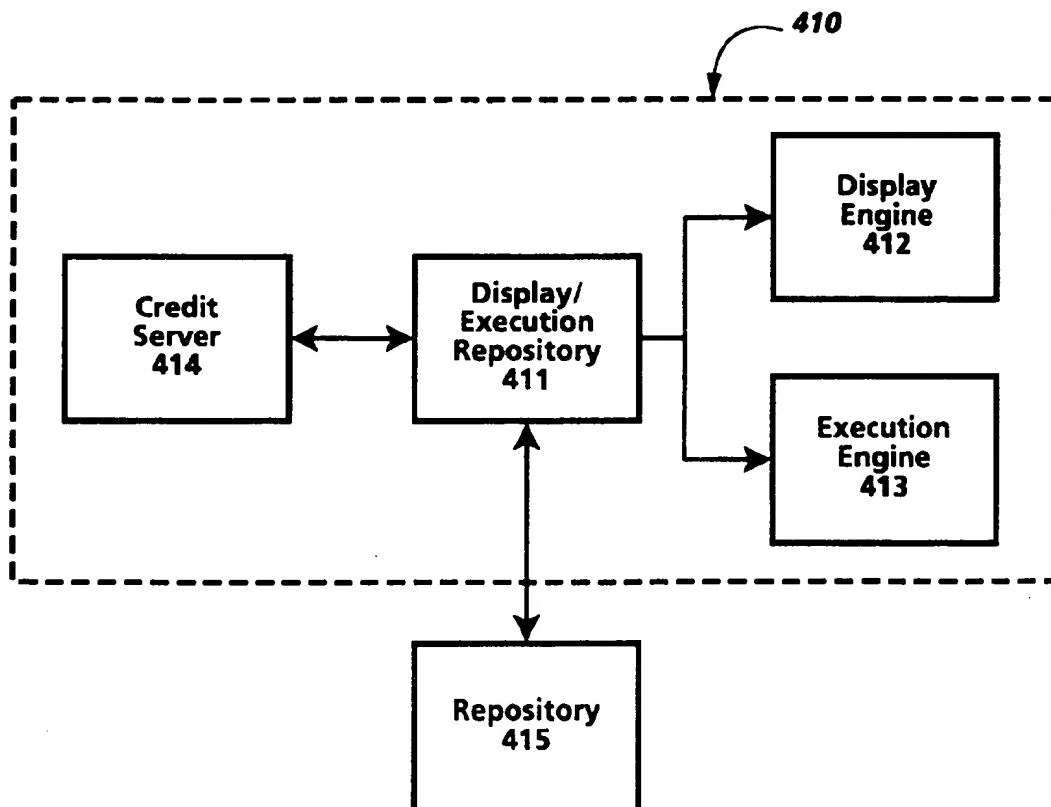 410
Display
Engine
412
Credit
Server
414
Display/
Execution
Repository
411
Execution
Engine
413
Repository
415